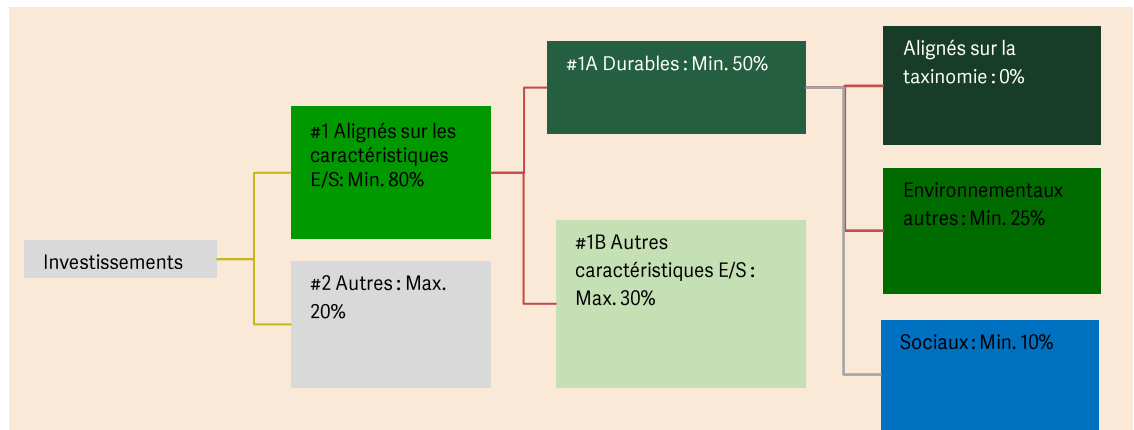 Investissements
#1 Alignés sur les
caractéristiques
E/S: Min. 80%
#2 Autres : Max.
20%
#1A Durables : Min. 50%
#1B Autres
caractéristiques E/S :
Max. 30%
Alignés sur la
taxinomie : 0%
Environnementaux
autres : Min. 25%
Sociaux : Min. 10%